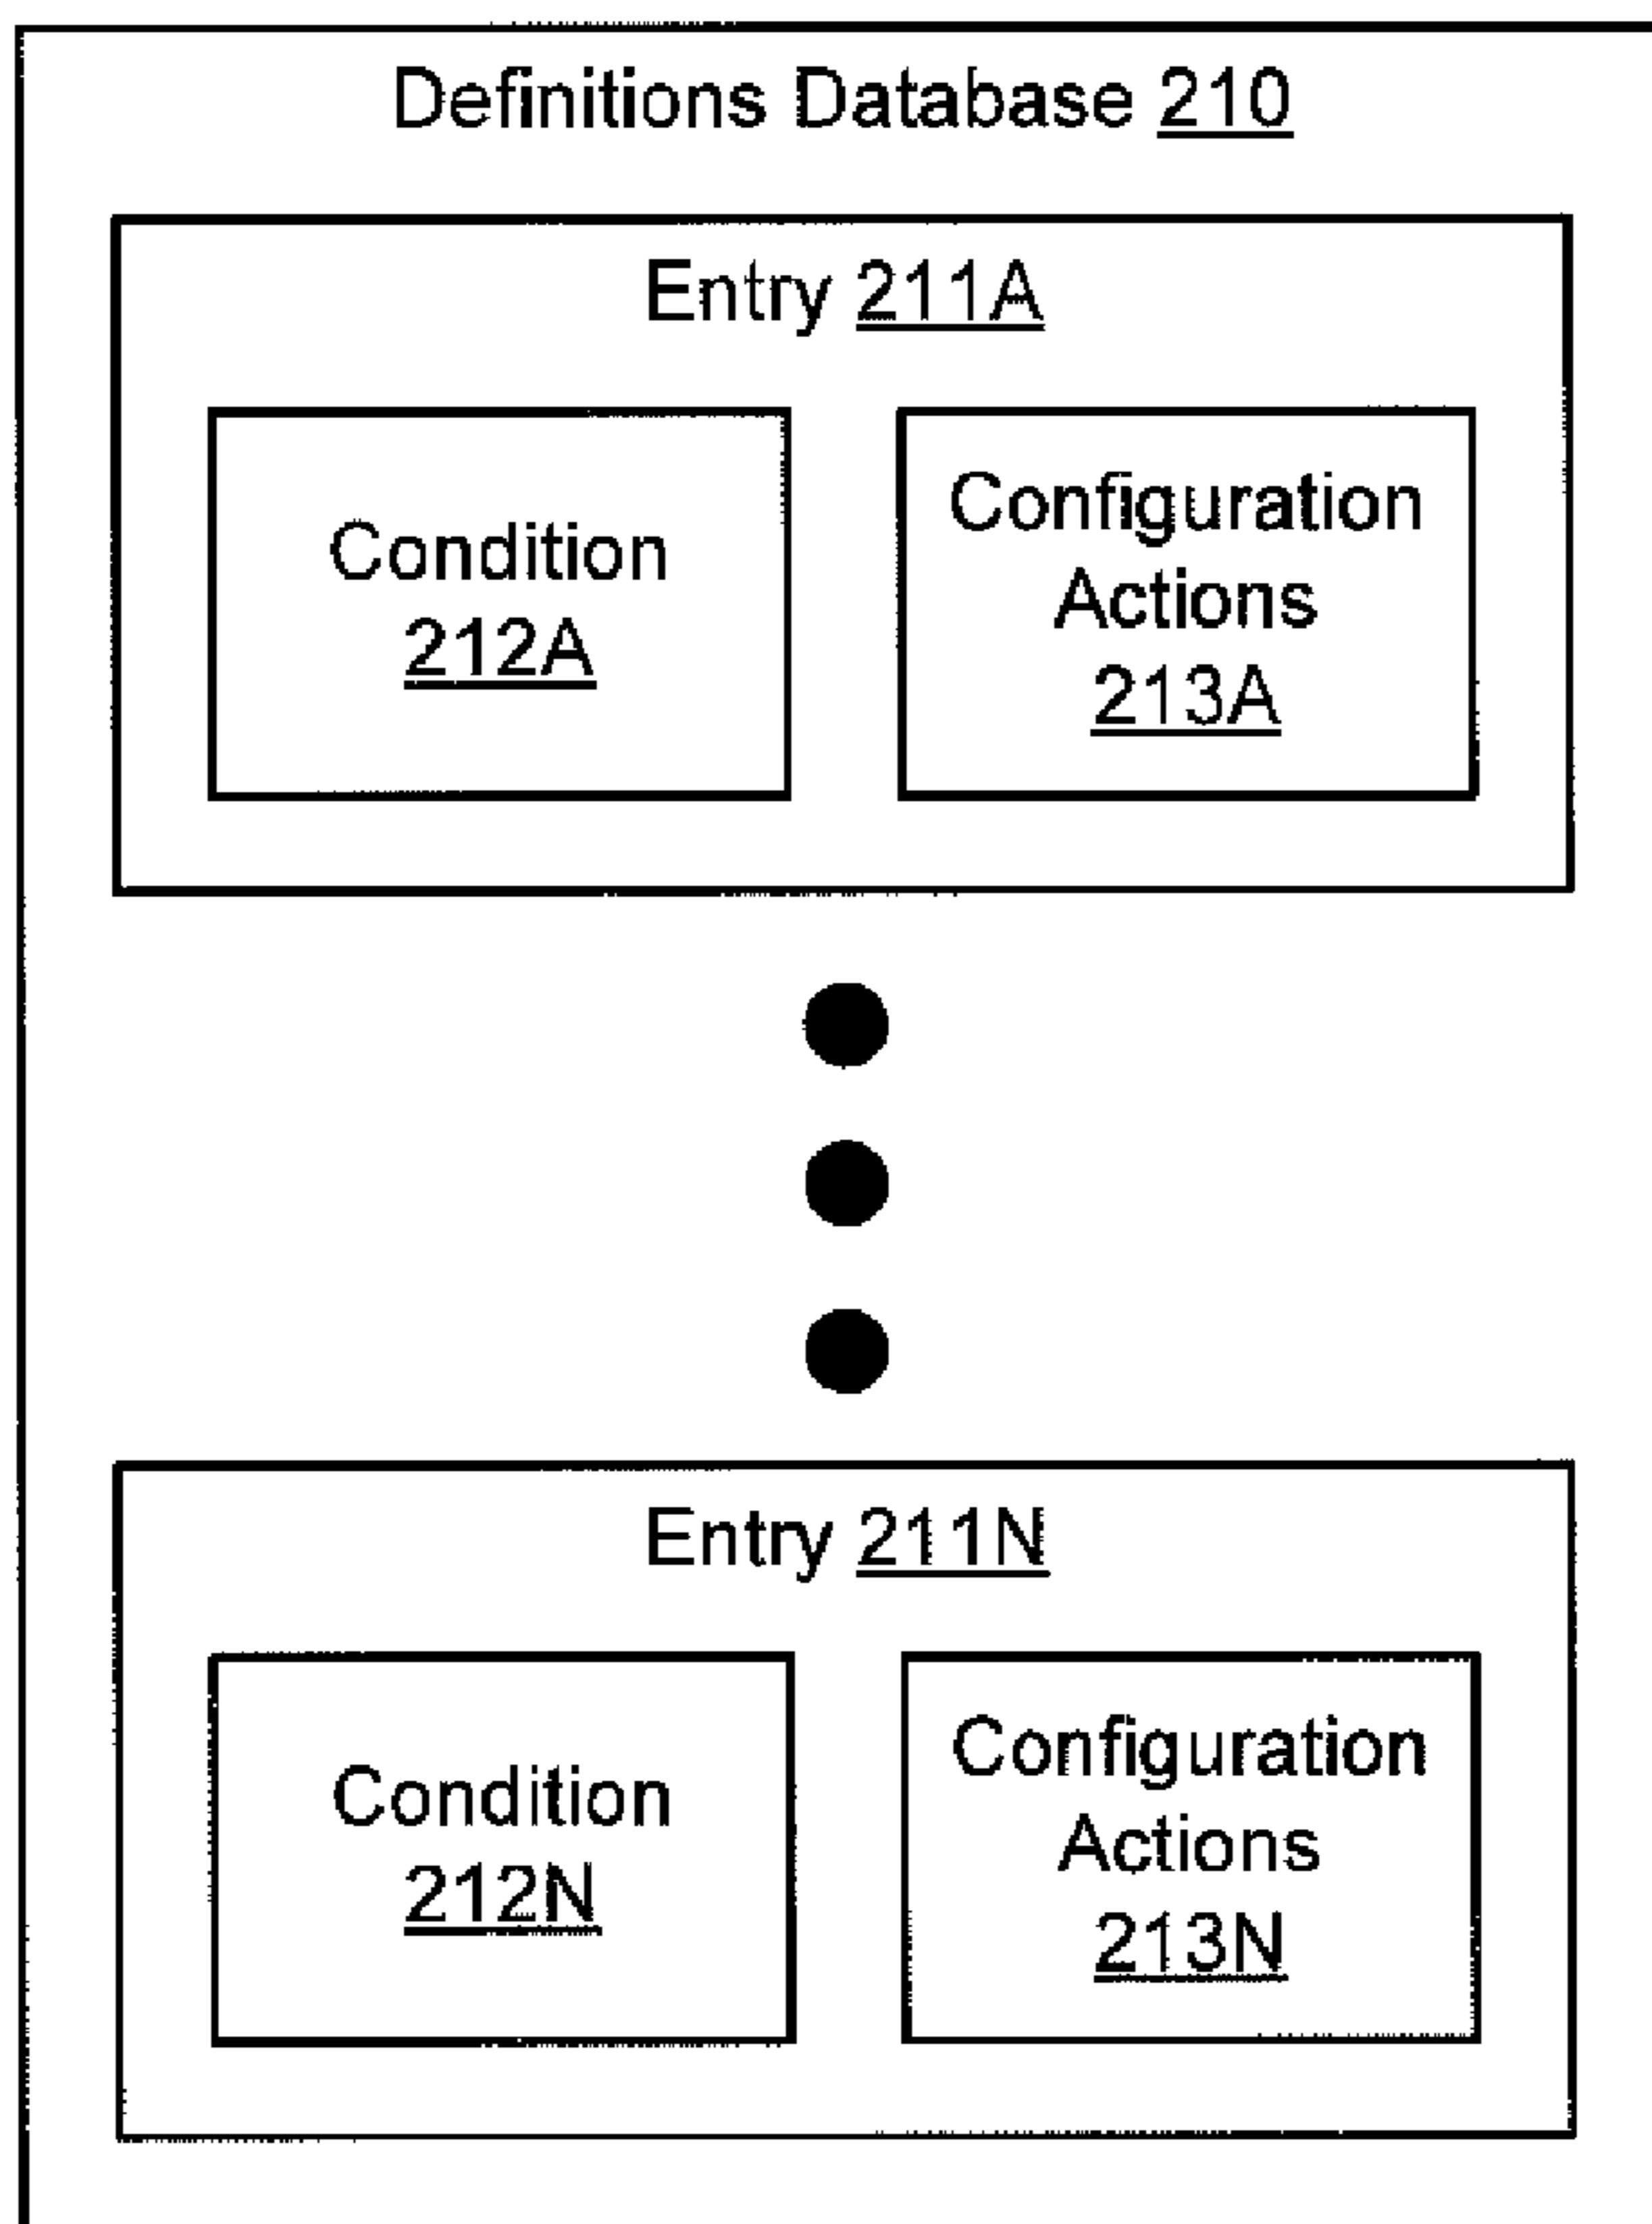 Definitions Database 210
Entry 211A
Condition
212A
Configuration
Actions
213A
Entry 211N
Condition
212N
Configuration
Actions
213N